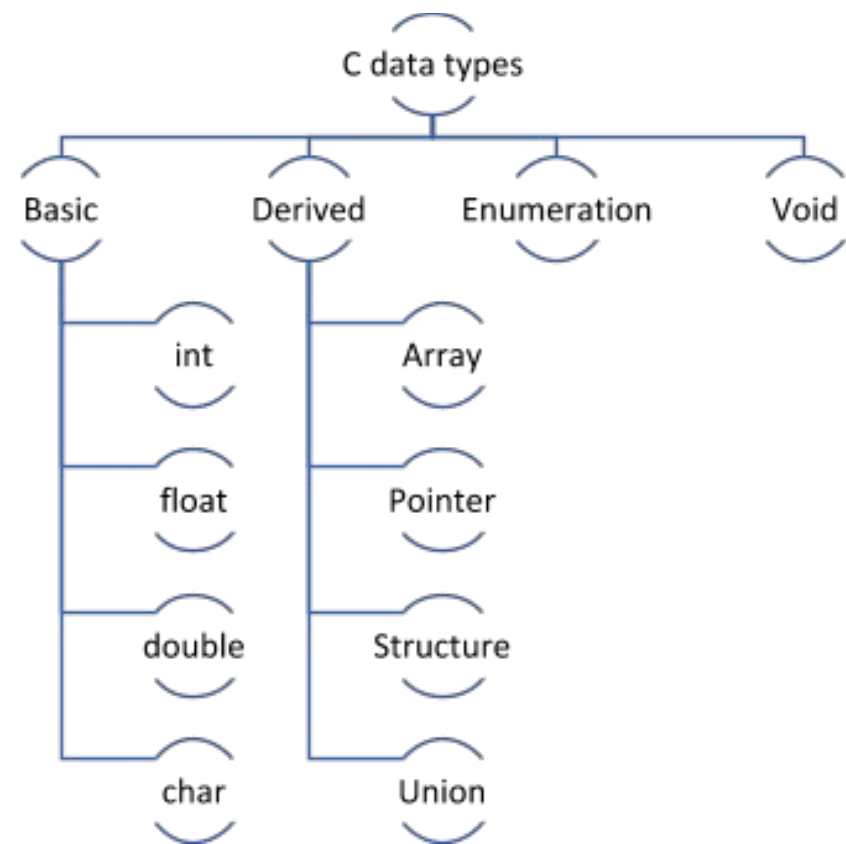 C data types
Basic
Derived
Enumeration
Void
int
Array
float
Pointer
double
Structure
char
Union